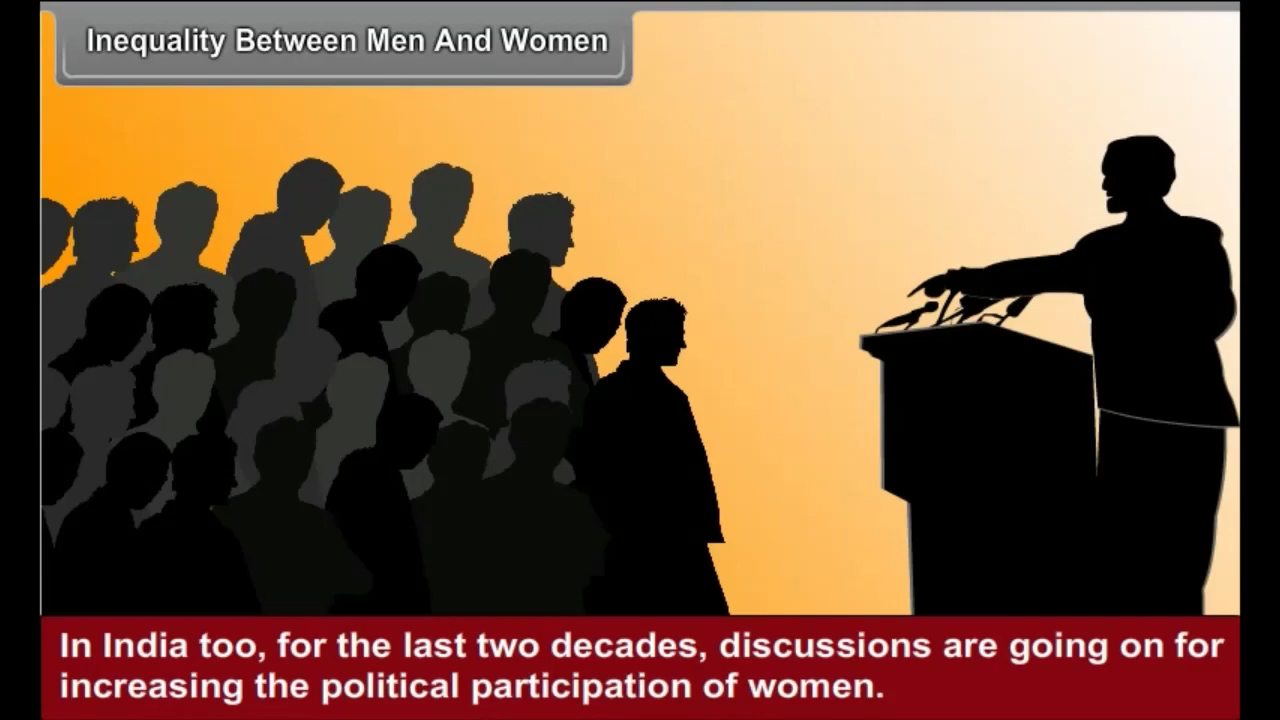 Inequality Between Men And Women
In India too, for the last two decades, discussions are going on for
increasing the political participation of women.